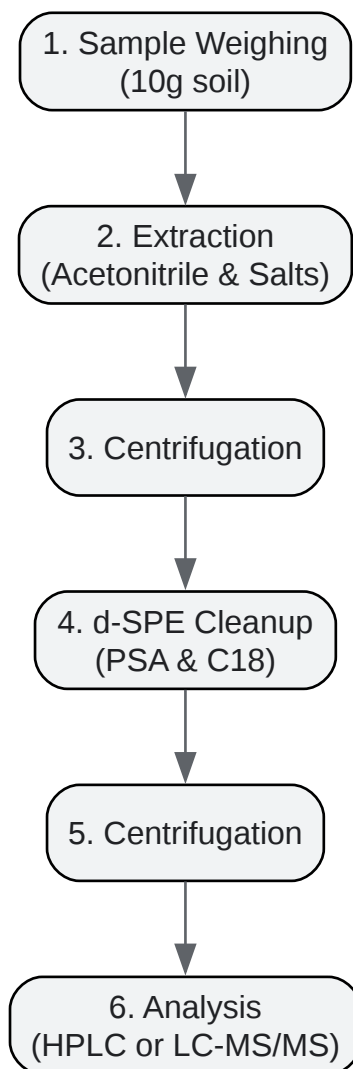 1. Sample Weighing
(10g soil)
2. Extraction
(Acetonitrile & Salts)
3. Centrifugation
4. d-SPE Cleanup
(PSA & C18)
5. Centrifugation
6. Analysis
(HPLC or LC-MS/MS)